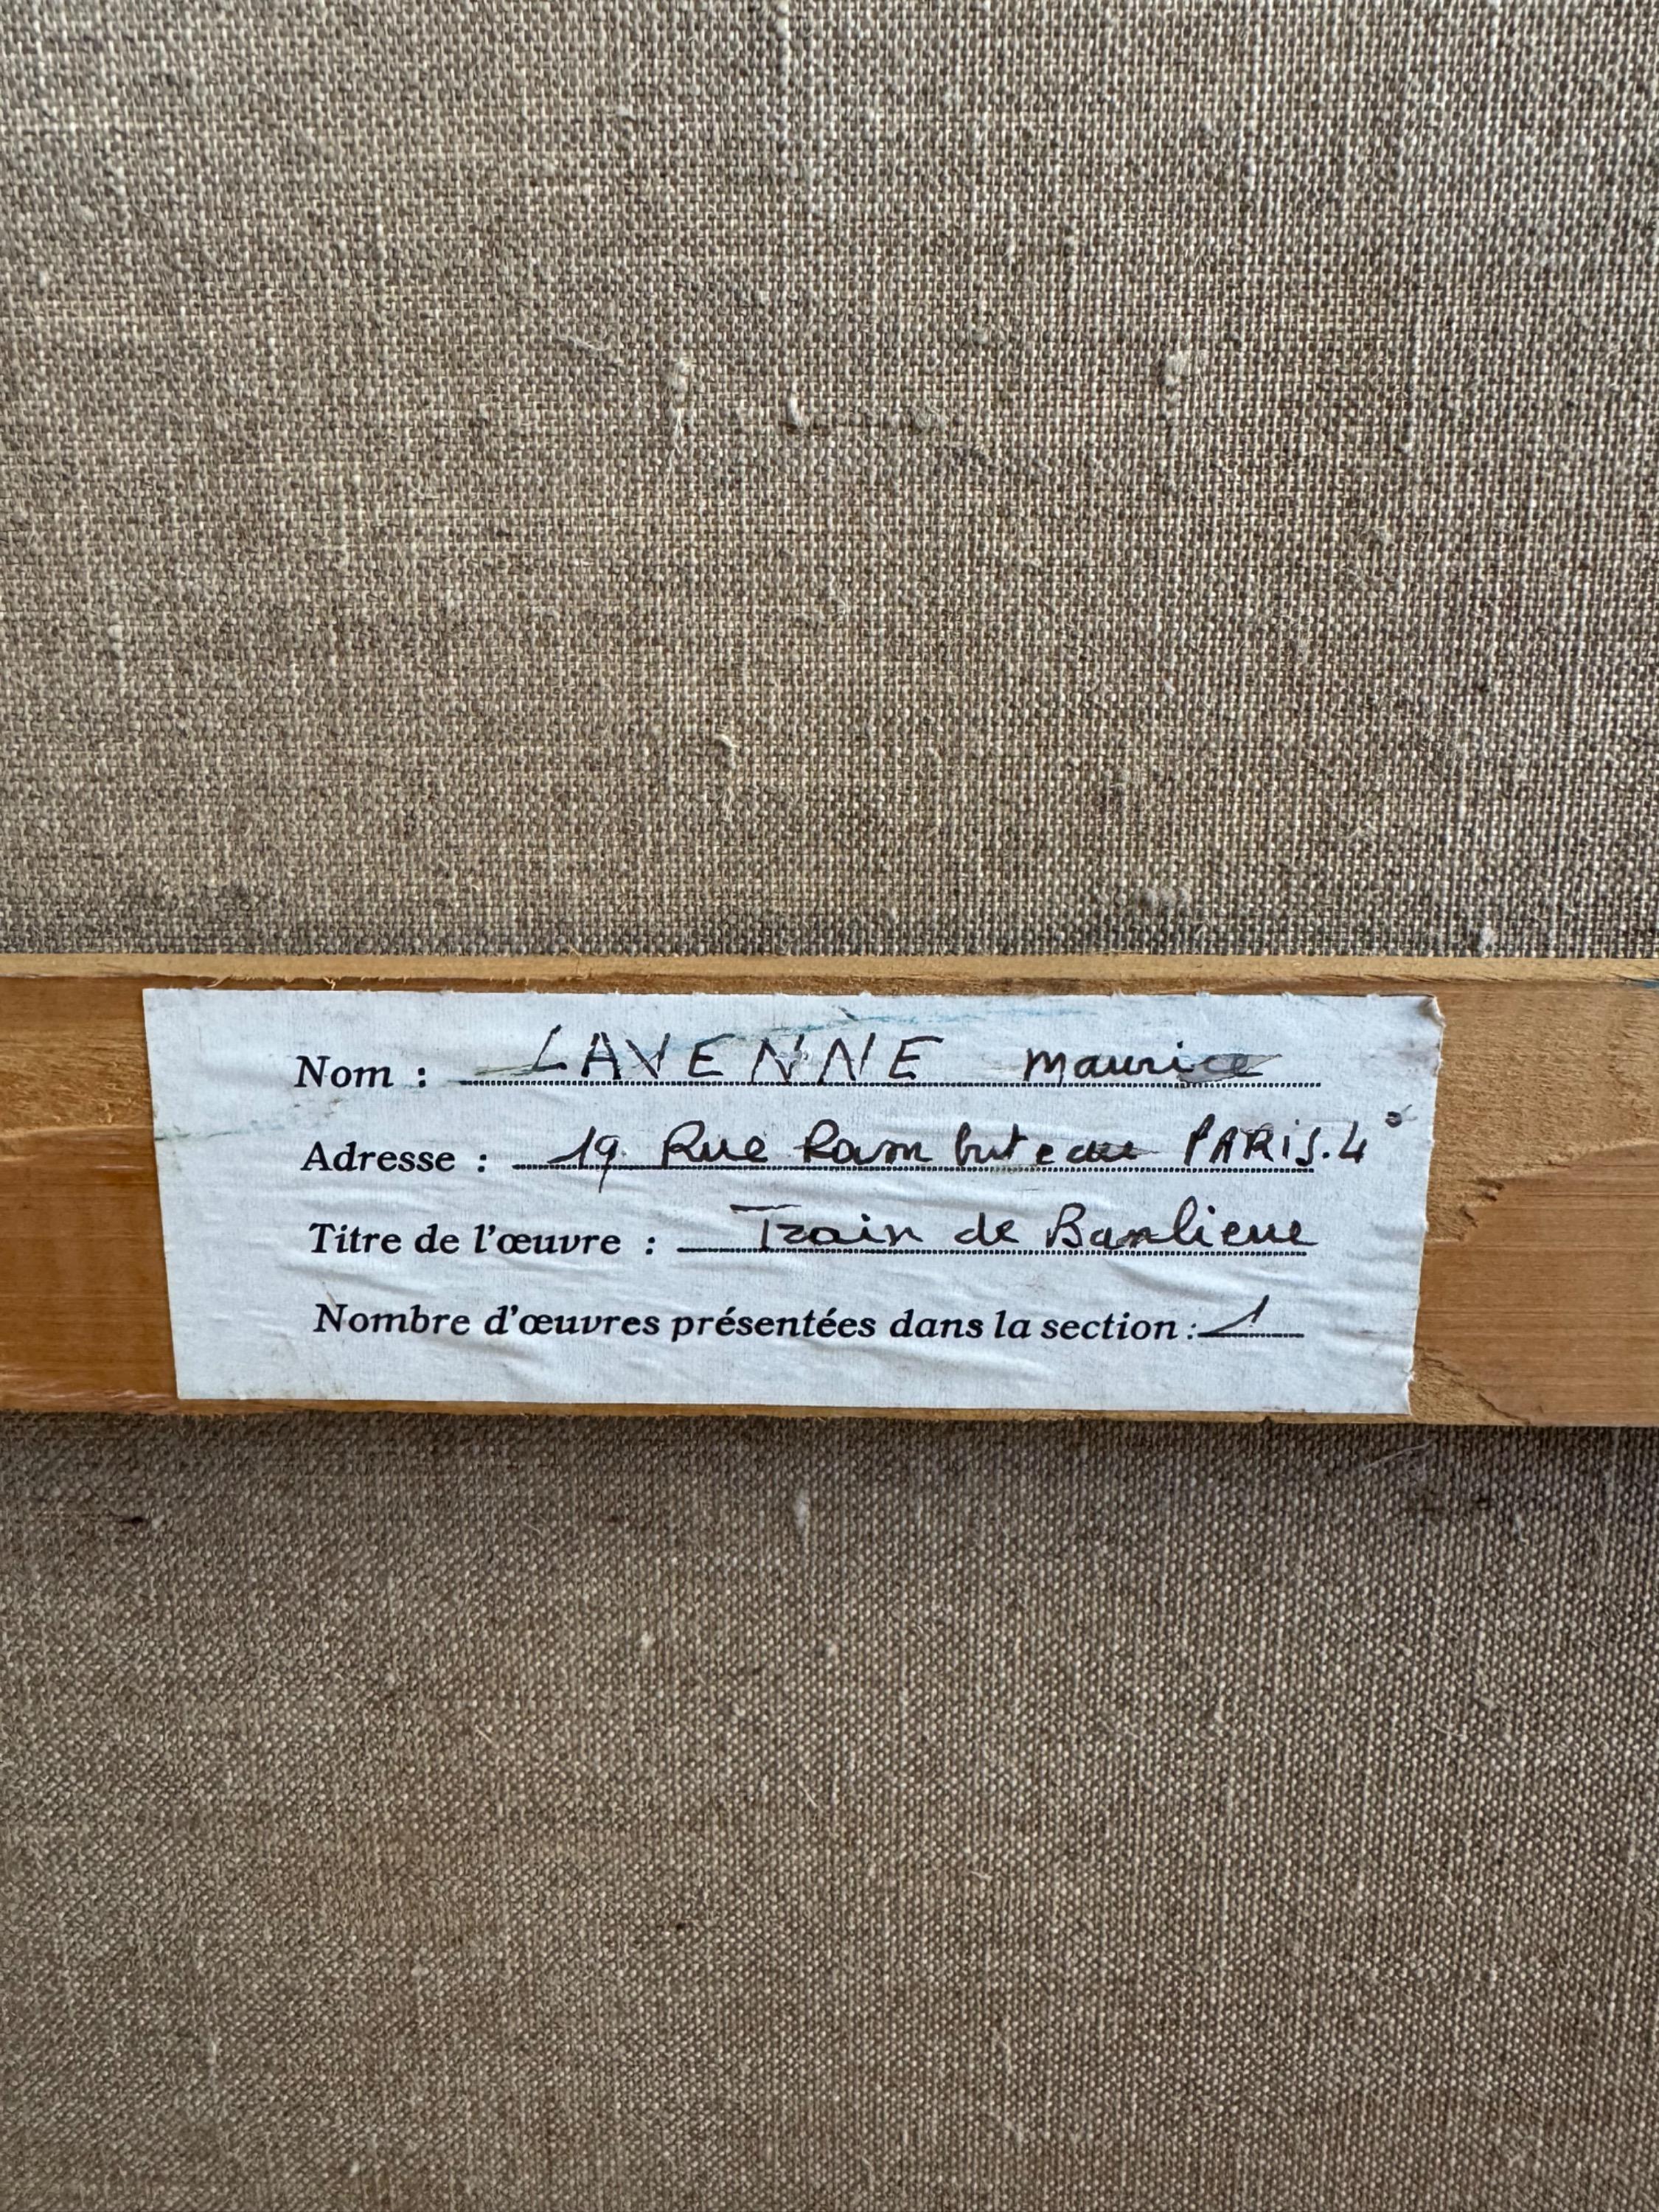 Nom : LAVENNE Maurice
Adresse : 19 Rue Rambuteau PARIS.4°
Titre de l'œuvre : Train de Banlieue
Nombre d'œuvres présentées dans la section : 1